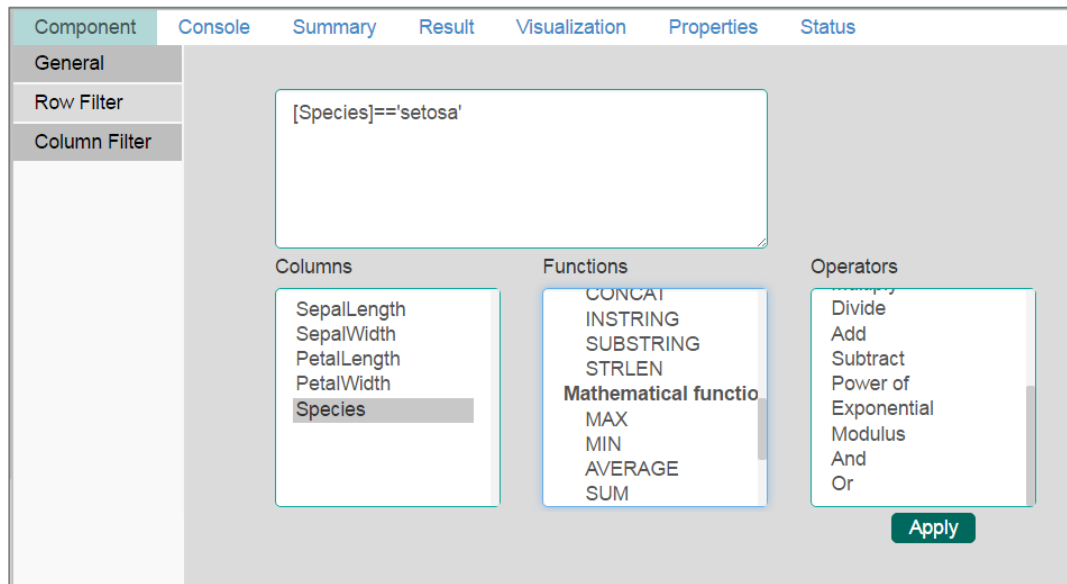 Component Console Summary Result Visualization Properties Status
General
Row Filter
Column Filter
[Species]=='setosa'
Columns
SepalLength
SepalWidth
PetalLength
PetalWidth
Species
Functions
CONCAT
INSTRING
SUBSTRING
STRLEN
Mathematical functio
MAX
MIN
AVERAGE
SUM
Operators
Multiply
Divide
Add
Subtract
Power of
Exponential
Modulus
And
Or
Apply